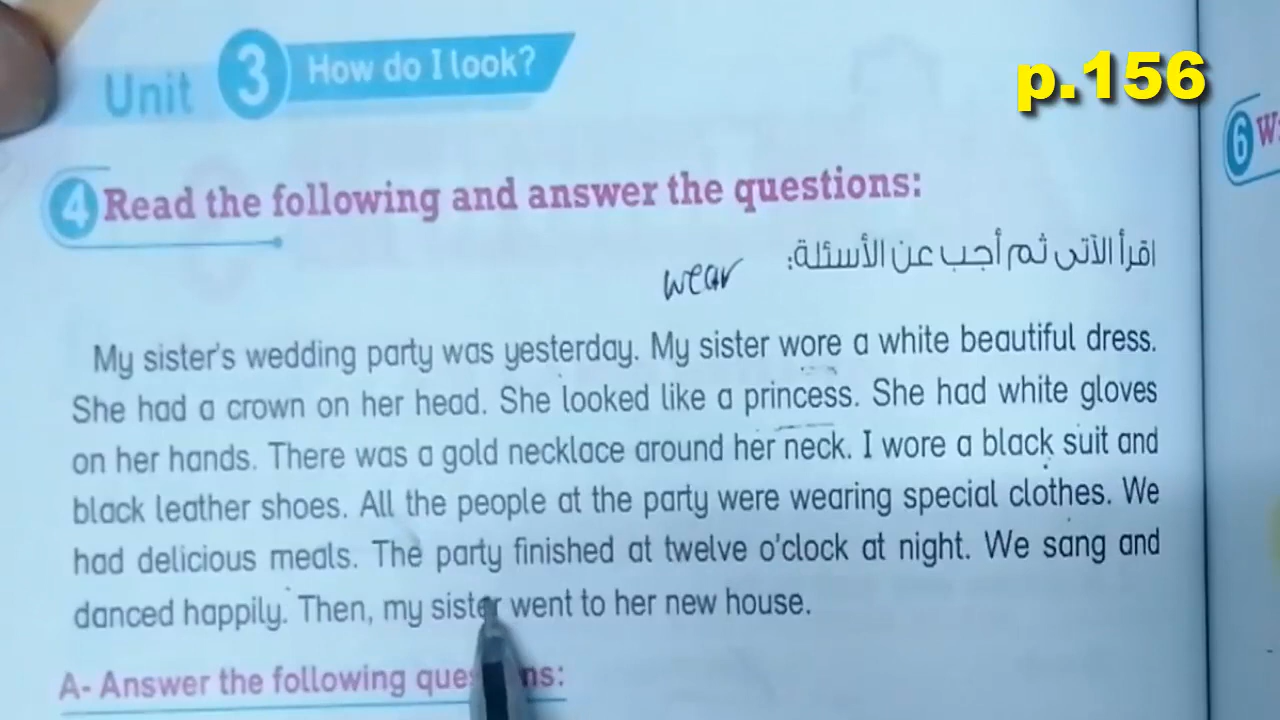 p.156
Unit 3 How do I look?
6 W
4 Read the following and answer the questions:
اقرأ الآتى ثم أجب عن الأسئلة:
wear
My sister's wedding party was yesterday. My sister wore a white beautiful dress.
She had a crown on her head. She looked like a princess. She had white gloves
on her hands. There was a gold necklace around her neck. I wore a black suit and
black leather shoes. All the people at the party were wearing special clothes. We
had delicious meals. The party finished at twelve o'clock at night. We sang and
danced happily. Then, my sister went to her new house.
A- Answer the following questions: